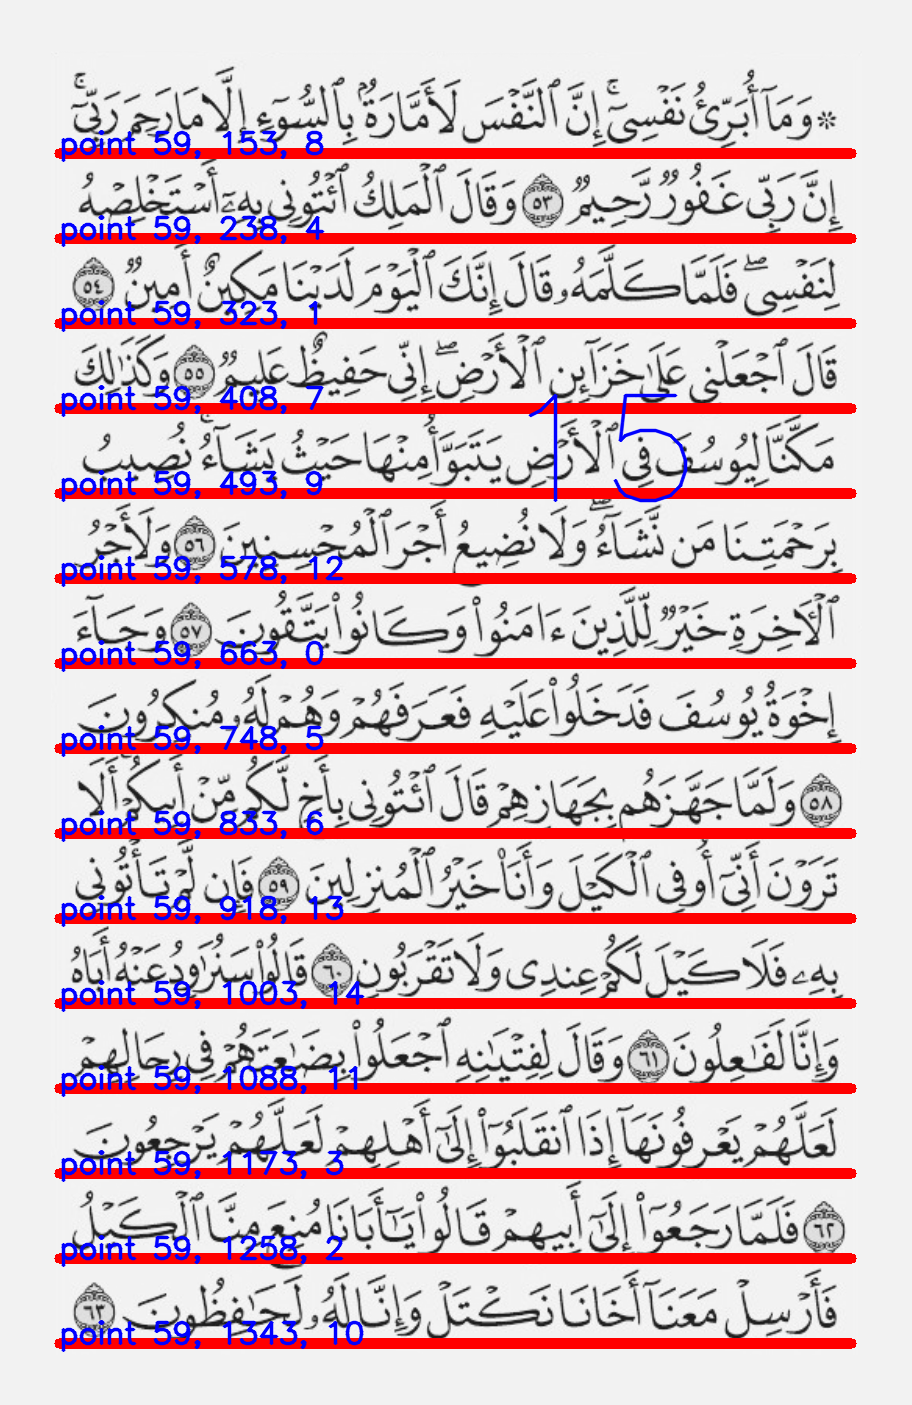 ۞ وَمَآ أُبَرِّئُ نَفۡسِيٓۚ إِنَّ ٱلنَّفۡسَ لَأَمَّارَةُۢ بِٱلسُّوٓءِ إِلَّا مَا رَحِمَ رَبِّيٓۚ
point 59, 153, 8
إِنَّ رَبِّي غَفُورٞ رَّحِيمٞ ٥٣ وَقَالَ ٱلۡمَلِكُ ٱئۡتُونِي بِهِۦٓ أَسۡتَخۡلِصۡهُ
point 59, 238, 4
لِنَفۡسِيۖ فَلَمَّا كَلَّمَهُۥ قَالَ إِنَّكَ ٱلۡيَوۡمَ لَدَيۡنَا مَكِينٌ أَمِينٞ ٥٤
point 59, 323, 1
قَالَ ٱجۡعَلۡنِي عَلَىٰ خَزَآئِنِ ٱلۡأَرۡضِۖ إِنِّي حَفِيظٌ عَلِيمٞ ٥٥ وَكَذَٰلِكَ
point 59, 408, 7
15
مَكَّنَّا لِيُوسُفَ فِي ٱلۡأَرۡضِ يَتَبَوَّأُ مِنۡهَا حَيۡثُ يَشَآءُۚ نُصِيبُ
point 59, 493, 9
بِرَحۡمَتِنَا مَن نَّشَآءُۖ وَلَا نُضِيعُ أَجۡرَ ٱلۡمُحۡسِنِينَ ٥٦ وَلَأَجۡرُ
point 59, 578, 12
ٱلۡأٓخِرَةِ خَيۡرٞ لِّلَّذِينَ ءَامَنُواْ وَكَانُواْ يَتَّقُونَ ٥٧ وَجَآءَ
point 59, 663, 0
إِخۡوَةُ يُوسُفَ فَدَخَلُواْ عَلَيۡهِ فَعَرَفَهُمۡ وَهُمۡ لَهُۥ مُنكِرُونَ
point 59, 748, 5
٥٨ وَلَمَّا جَهَّزَهُم بِجَهَازِهِمۡ قَالَ ٱئۡتُونِي بِأَخٖ لَّكُم مِّنۡ أَبِيكُمۡۚ أَلَا
point 59, 833, 6
تَرَوۡنَ أَنِّيٓ أُوفِي ٱلۡكَيۡلَ وَأَنَا۠ خَيۡرُ ٱلۡمُنزِلِينَ ٥٩ فَإِن لَّمۡ تَأۡتُونِي
point 59, 918, 13
بِهِۦ فَلَا كَيۡلَ لَكُمۡ عِندِي وَلَا تَقۡرَبُونِ ٦٠ قَالُواْ سَنُرَٰوِدُ عَنۡهُ أَبَاهُ
point 59, 1003, 14
وَإِنَّا لَفَٰعِلُونَ ٦١ وَقَالَ لِفِتۡيَٰنِهِ ٱجۡعَلُواْ بِضَٰعَتَهُمۡ فِي رِحَالِهِمۡ
point 59, 1088, 11
لَعَلَّهُمۡ يَعۡرِفُونَهَآ إِذَا ٱنقَلَبُوٓاْ إِلَىٰٓ أَهۡلِهِمۡ لَعَلَّهُمۡ يَرۡجِعُونَ
point 59, 1173, 3
٦٢ فَلَمَّا رَجَعُوٓاْ إِلَىٰٓ أَبِيهِمۡ قَالُواْ يَٰٓأَبَانَا مُنِعَ مِنَّا ٱلۡكَيۡلُ
point 59, 1258, 2
فَأَرۡسِلۡ مَعَنَآ أَخَانَا نَكۡتَلۡ وَإِنَّا لَهُۥ لَحَٰفِظُونَ ٦٣
point 59, 1343, 10